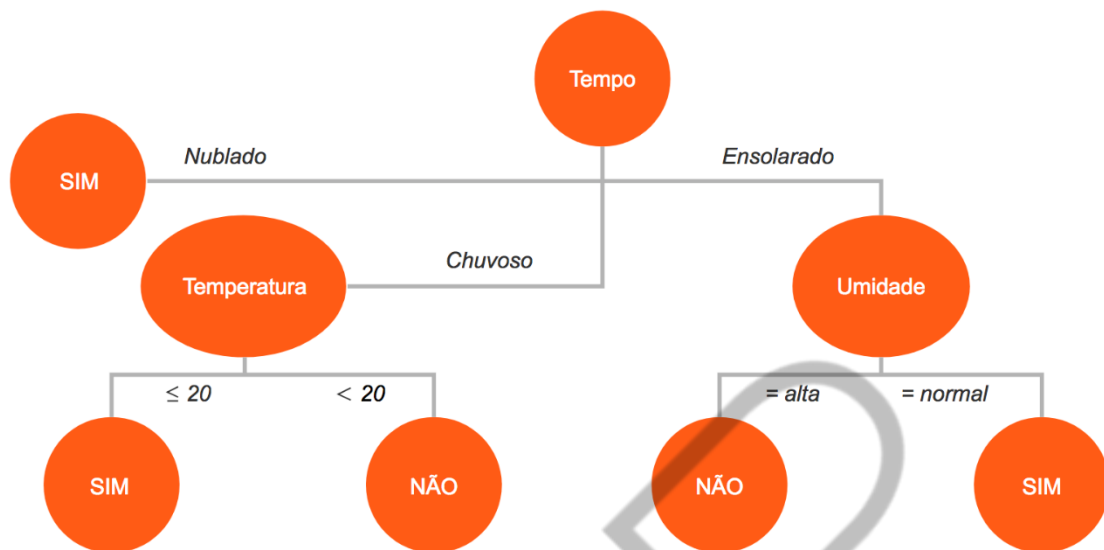 Tempo
Nublado
Ensolarado
SIM
Chuvoso
Temperatura
Umidade
≤ 20
< 20
= alta
= normal
SIM
NÃO
NÃO
SIM